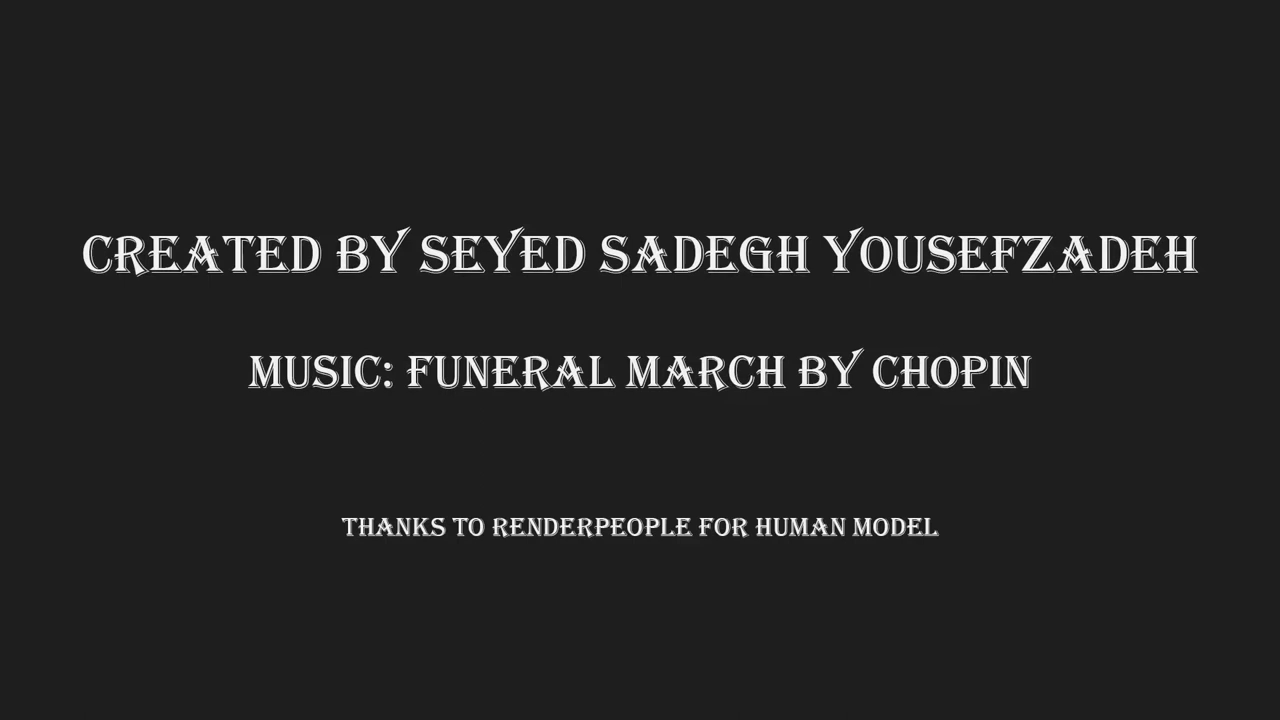 CREATED BY SEYED SADEGH YOUSEFZADEH
MUSIC: FUNERAL MARCH BY CHOPIN
THANKS TO RENDERPEOPLE FOR HUMAN MODEL